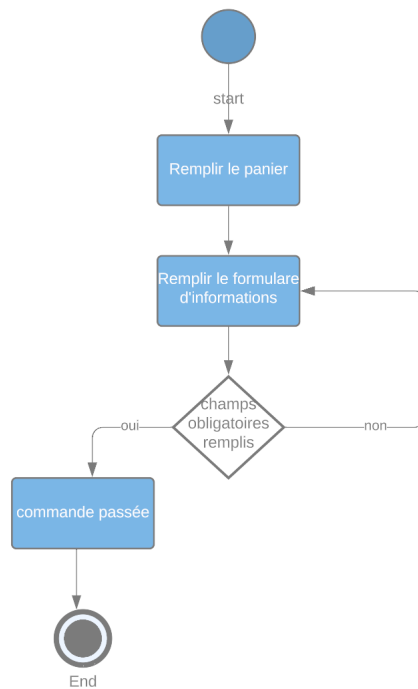 start
Remplir le panier
Remplir le formulare
d'informations
champs
obligatoires
remplis
oui
non
commande passée
End